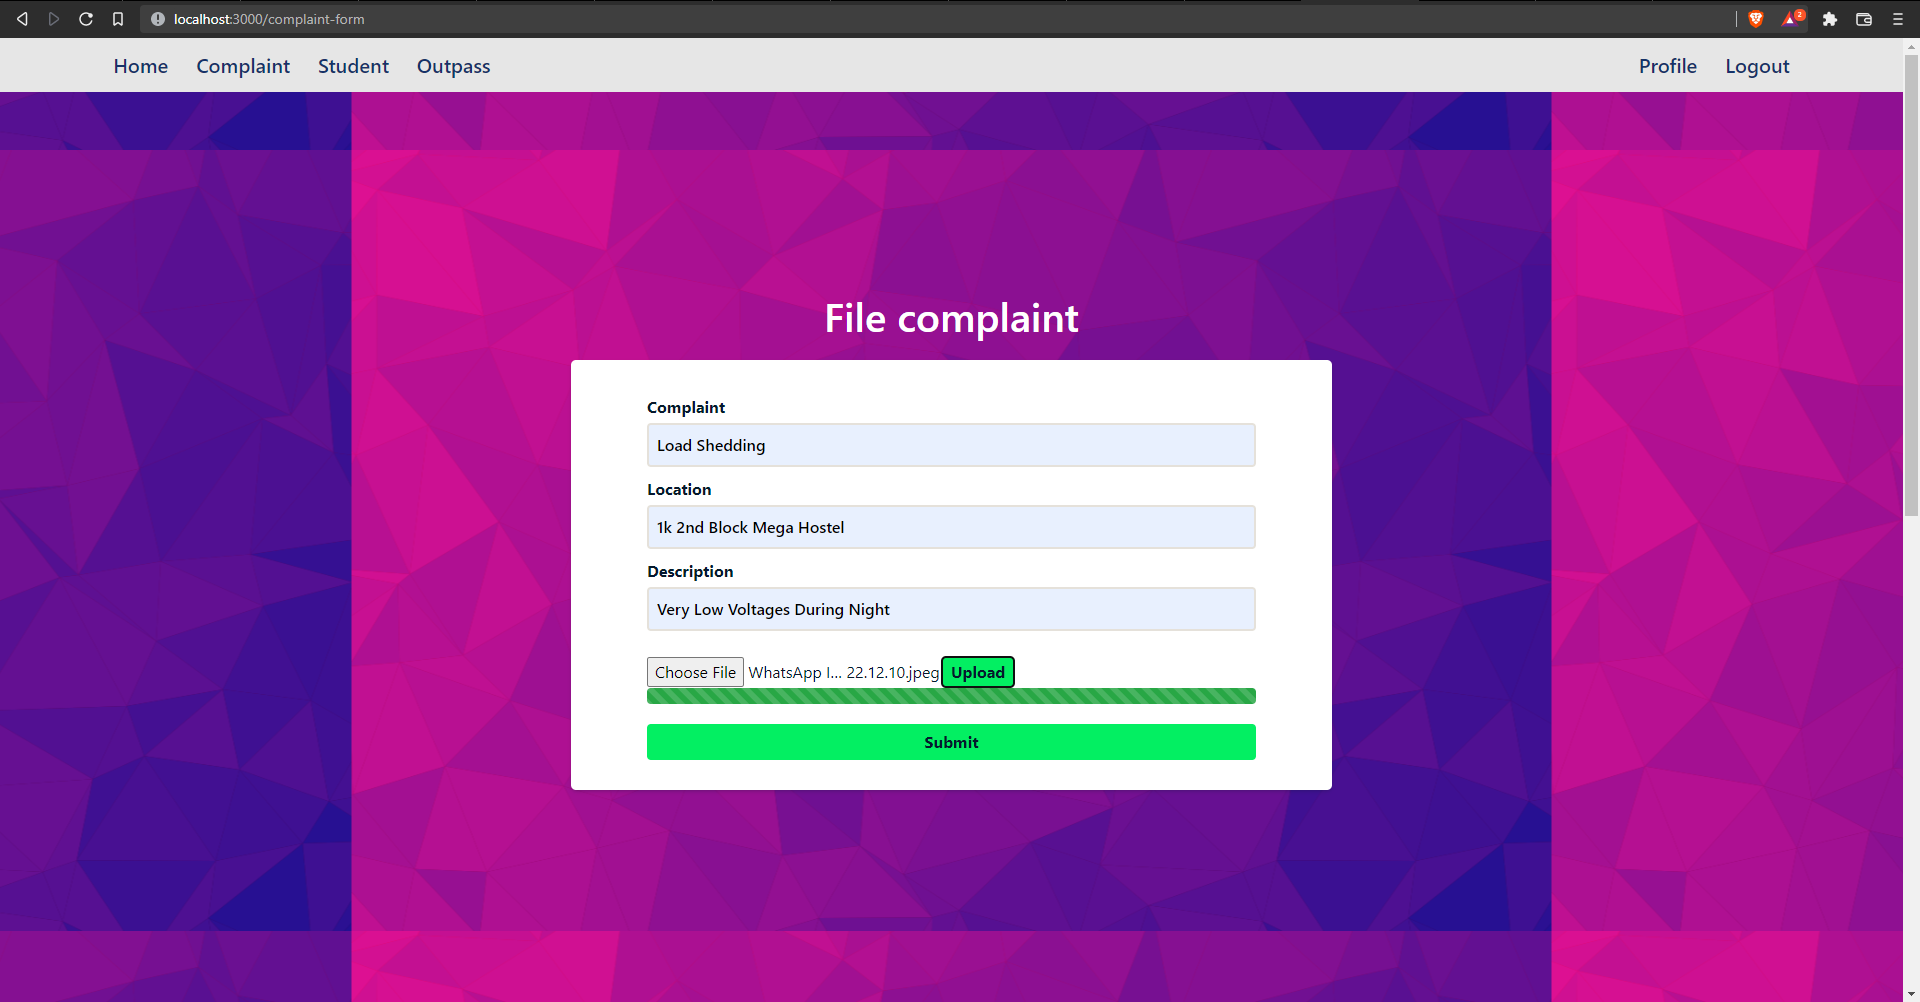 localhost:3000/complaint-form
2
Home Complaint Student Outpass Profile Logout
File complaint
Complaint
Load Shedding
Location
1k 2nd Block Mega Hostel
Description
Very Low Voltages During Night
Choose File WhatsApp I... 22.12.10.jpeg Upload
Submit